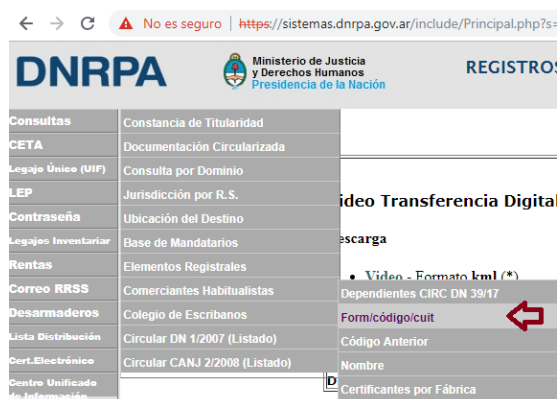 No es seguro | https://sistemas.dnrpa.gov.ar/include/Principal.php?s=
DNRPA
Ministerio de Justicia
y Derechos Humanos
Presidencia de la Nación
REGISTROS
Consultas
CETA
Legajo Único (UIF)
LEP
Contraseña
Legajos Inventariar
Rentas
Correo RRSS
Desarmaderos
Lista Distribución
Cert.Electrónico
Centro Unificado
de Información
Constancia de Titularidad
Documentación Circularizada
Consulta por Dominio
Jurisdicción por R.S.
Ubicación del Destino
Base de Mandatarios
Elementos Registrales
Comerciantes Habitualistas
Colegio de Escribanos
Circular DN 1/2007 (Listado)
Circular CANJ 2/2008 (Listado)
ideo Transferencia Digital
escarga
• Video - Formato kml (*)
Dependientes CIRC DN 39/17
Form/código/cuit
Código Anterior
Nombre
Certificantes por Fábrica
D